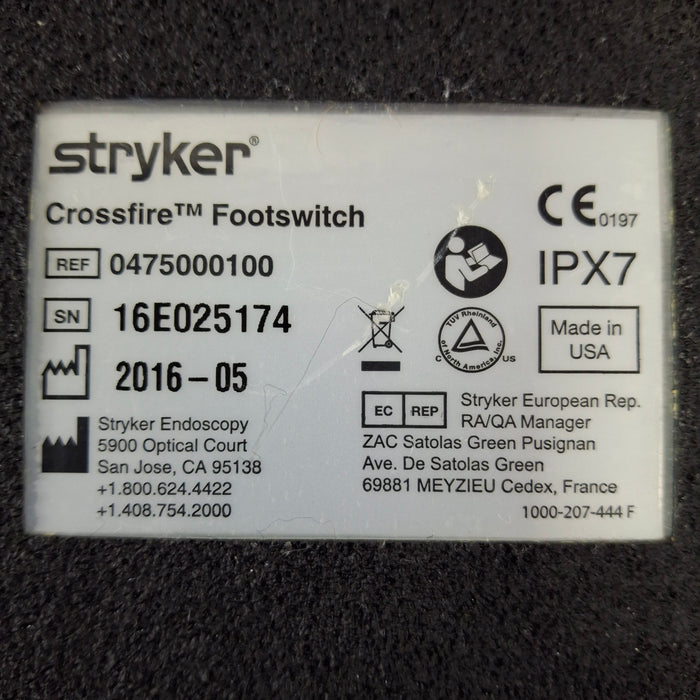 stryker®
Crossfire™ Footswitch
REF 0475000100
SN 16E025174
2016-05
Stryker Endoscopy
5900 Optical Court
San Jose, CA 95138
+1.800.624.4422
+1.408.754.2000
CE 0197
IPX7
TUV Rheinland
of North America, Inc.
C US
Made in
USA
EC REP
Stryker European Rep.
RA/QA Manager
ZAC Satolas Green Pusignan
Ave. De Satolas Green
69881 MEYZIEU Cedex, France
1000-207-444 F